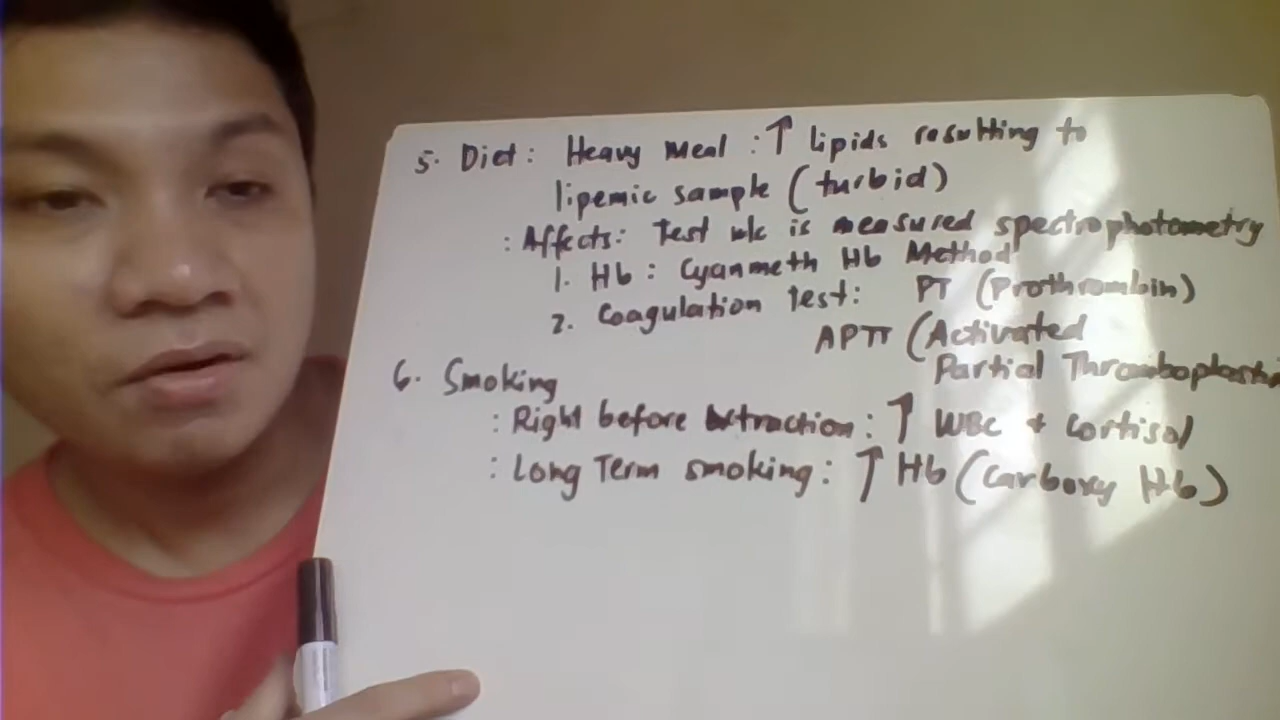 5. Diet: Heavy Meal: ↑ lipids resulting to
lipemic sample (turbid)
: Affects: Test w/c is measured spectrophotometry
1. Hb: Cyanmeth Hb Method
2. Coagulation Test: PT (Prothrombin)
APTT (Activated
Partial Thromboplastin
6. Smoking
: Right before extraction: ↑ WBC + Cortisol
: Long Term smoking: ↑ Hb (Carboxy Hb)